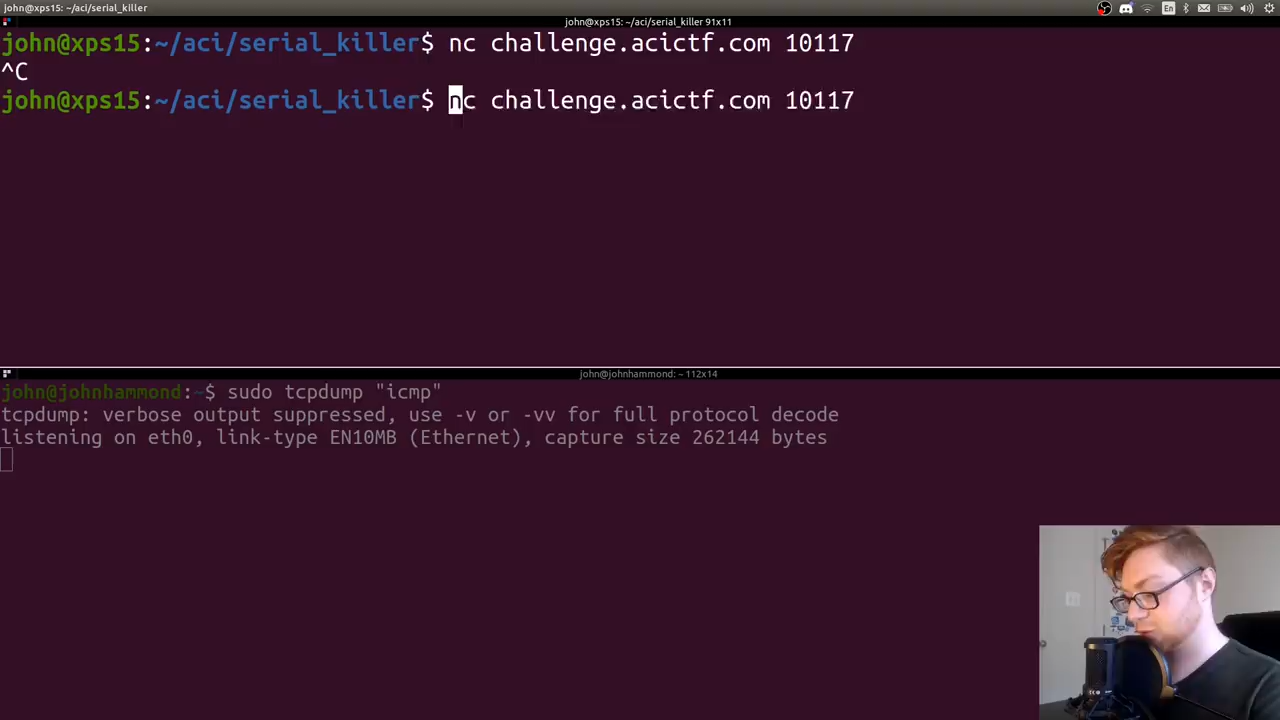 john@xps15: ~/aci/serial_killer
En
john@xps15: ~/aci/serial_killer 91x11
john@xps15:~/aci/serial_killer$ nc challenge.acictf.com 10117
^C
john@xps15:~/aci/serial_killer$ nc challenge.acictf.com 10117
john@johnhammond: ~ 112x14
john@johnhammond:~$ sudo tcpdump "icmp"
tcpdump: verbose output suppressed, use -v or -vv for full protocol decode
listening on eth0, link-type EN10MB (Ethernet), capture size 262144 bytes